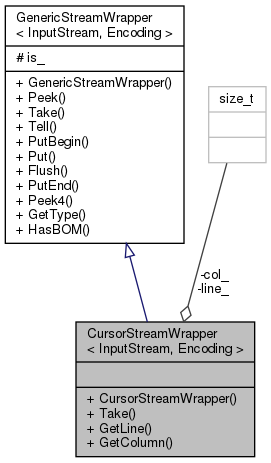 GenericStreamWrapper
< InputStream, Encoding >
# is_
+ GenericStreamWrapper()
+ Peek()
+ Take()
+ Tell()
+ PutBegin()
+ Put()
+ Flush()
+ PutEnd()
+ Peek4()
+ GetType()
+ HasBOM()
size_t
-col_
-line_
CursorStreamWrapper
< InputStream, Encoding >
+ CursorStreamWrapper()
+ Take()
+ GetLine()
+ GetColumn()